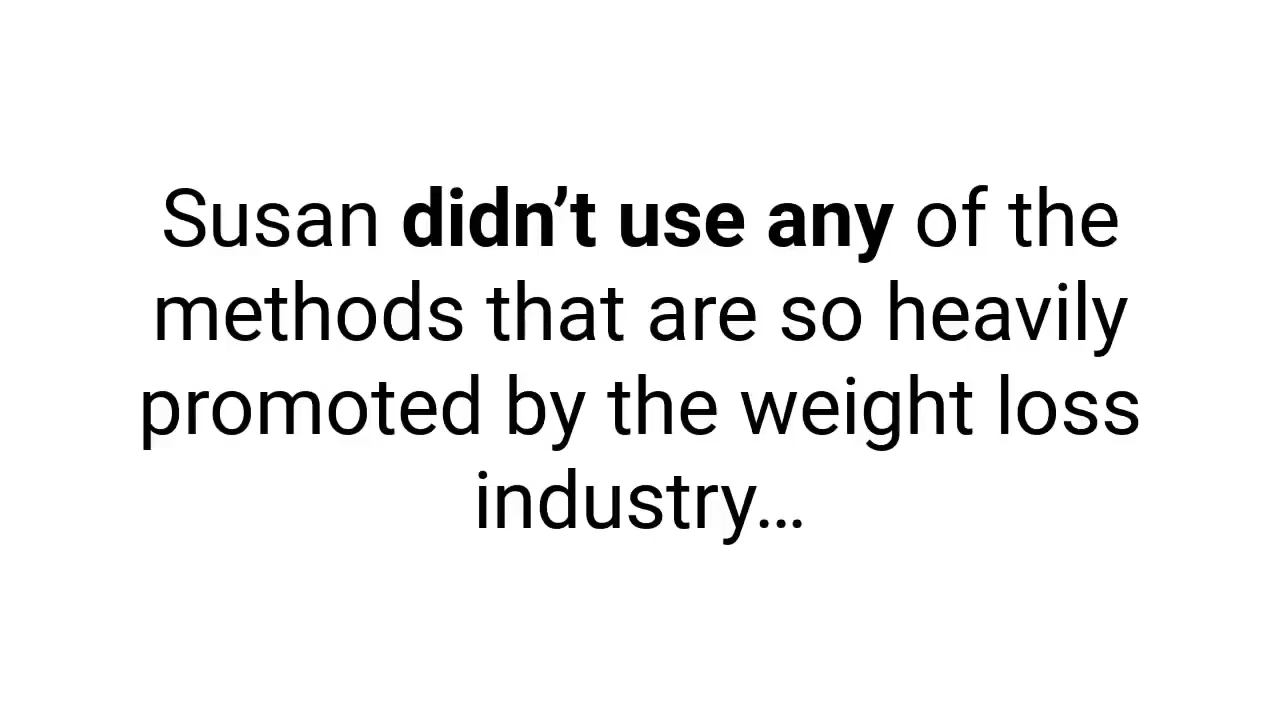 Susan didn’t use any of the
methods that are so heavily
promoted by the weight loss
industry…